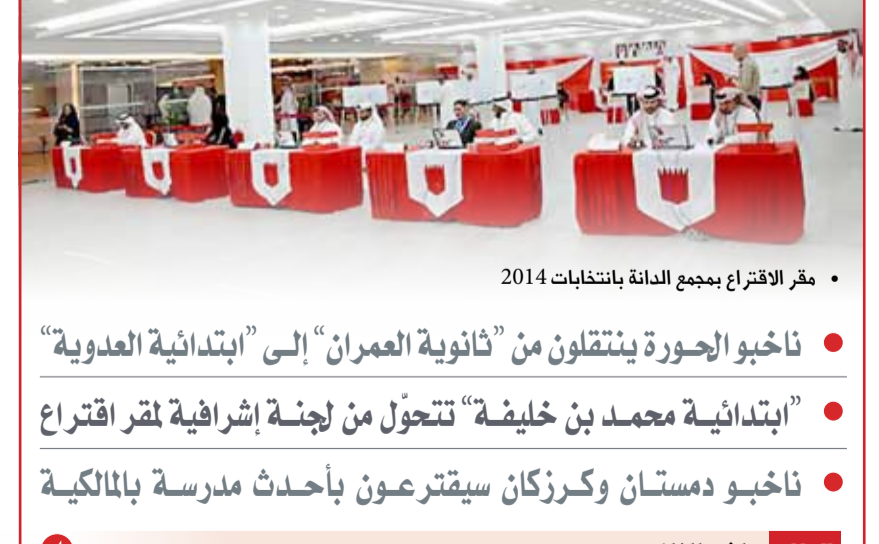 • مقر الاقتراع بمجمع الدانة بانتخابات 2014
● ناخبو الحورة ينتقلون من ”ثانوية العمران“ إلى ”ابتدائية العدوية“
● ”ابتدائية محمد بن خليفة“ تتحوّل من لجنة إشرافية لمقر اقتراع
● ناخبو دمستان وكرزكان سيقترعون بأحدث مدرسة بالمالكية